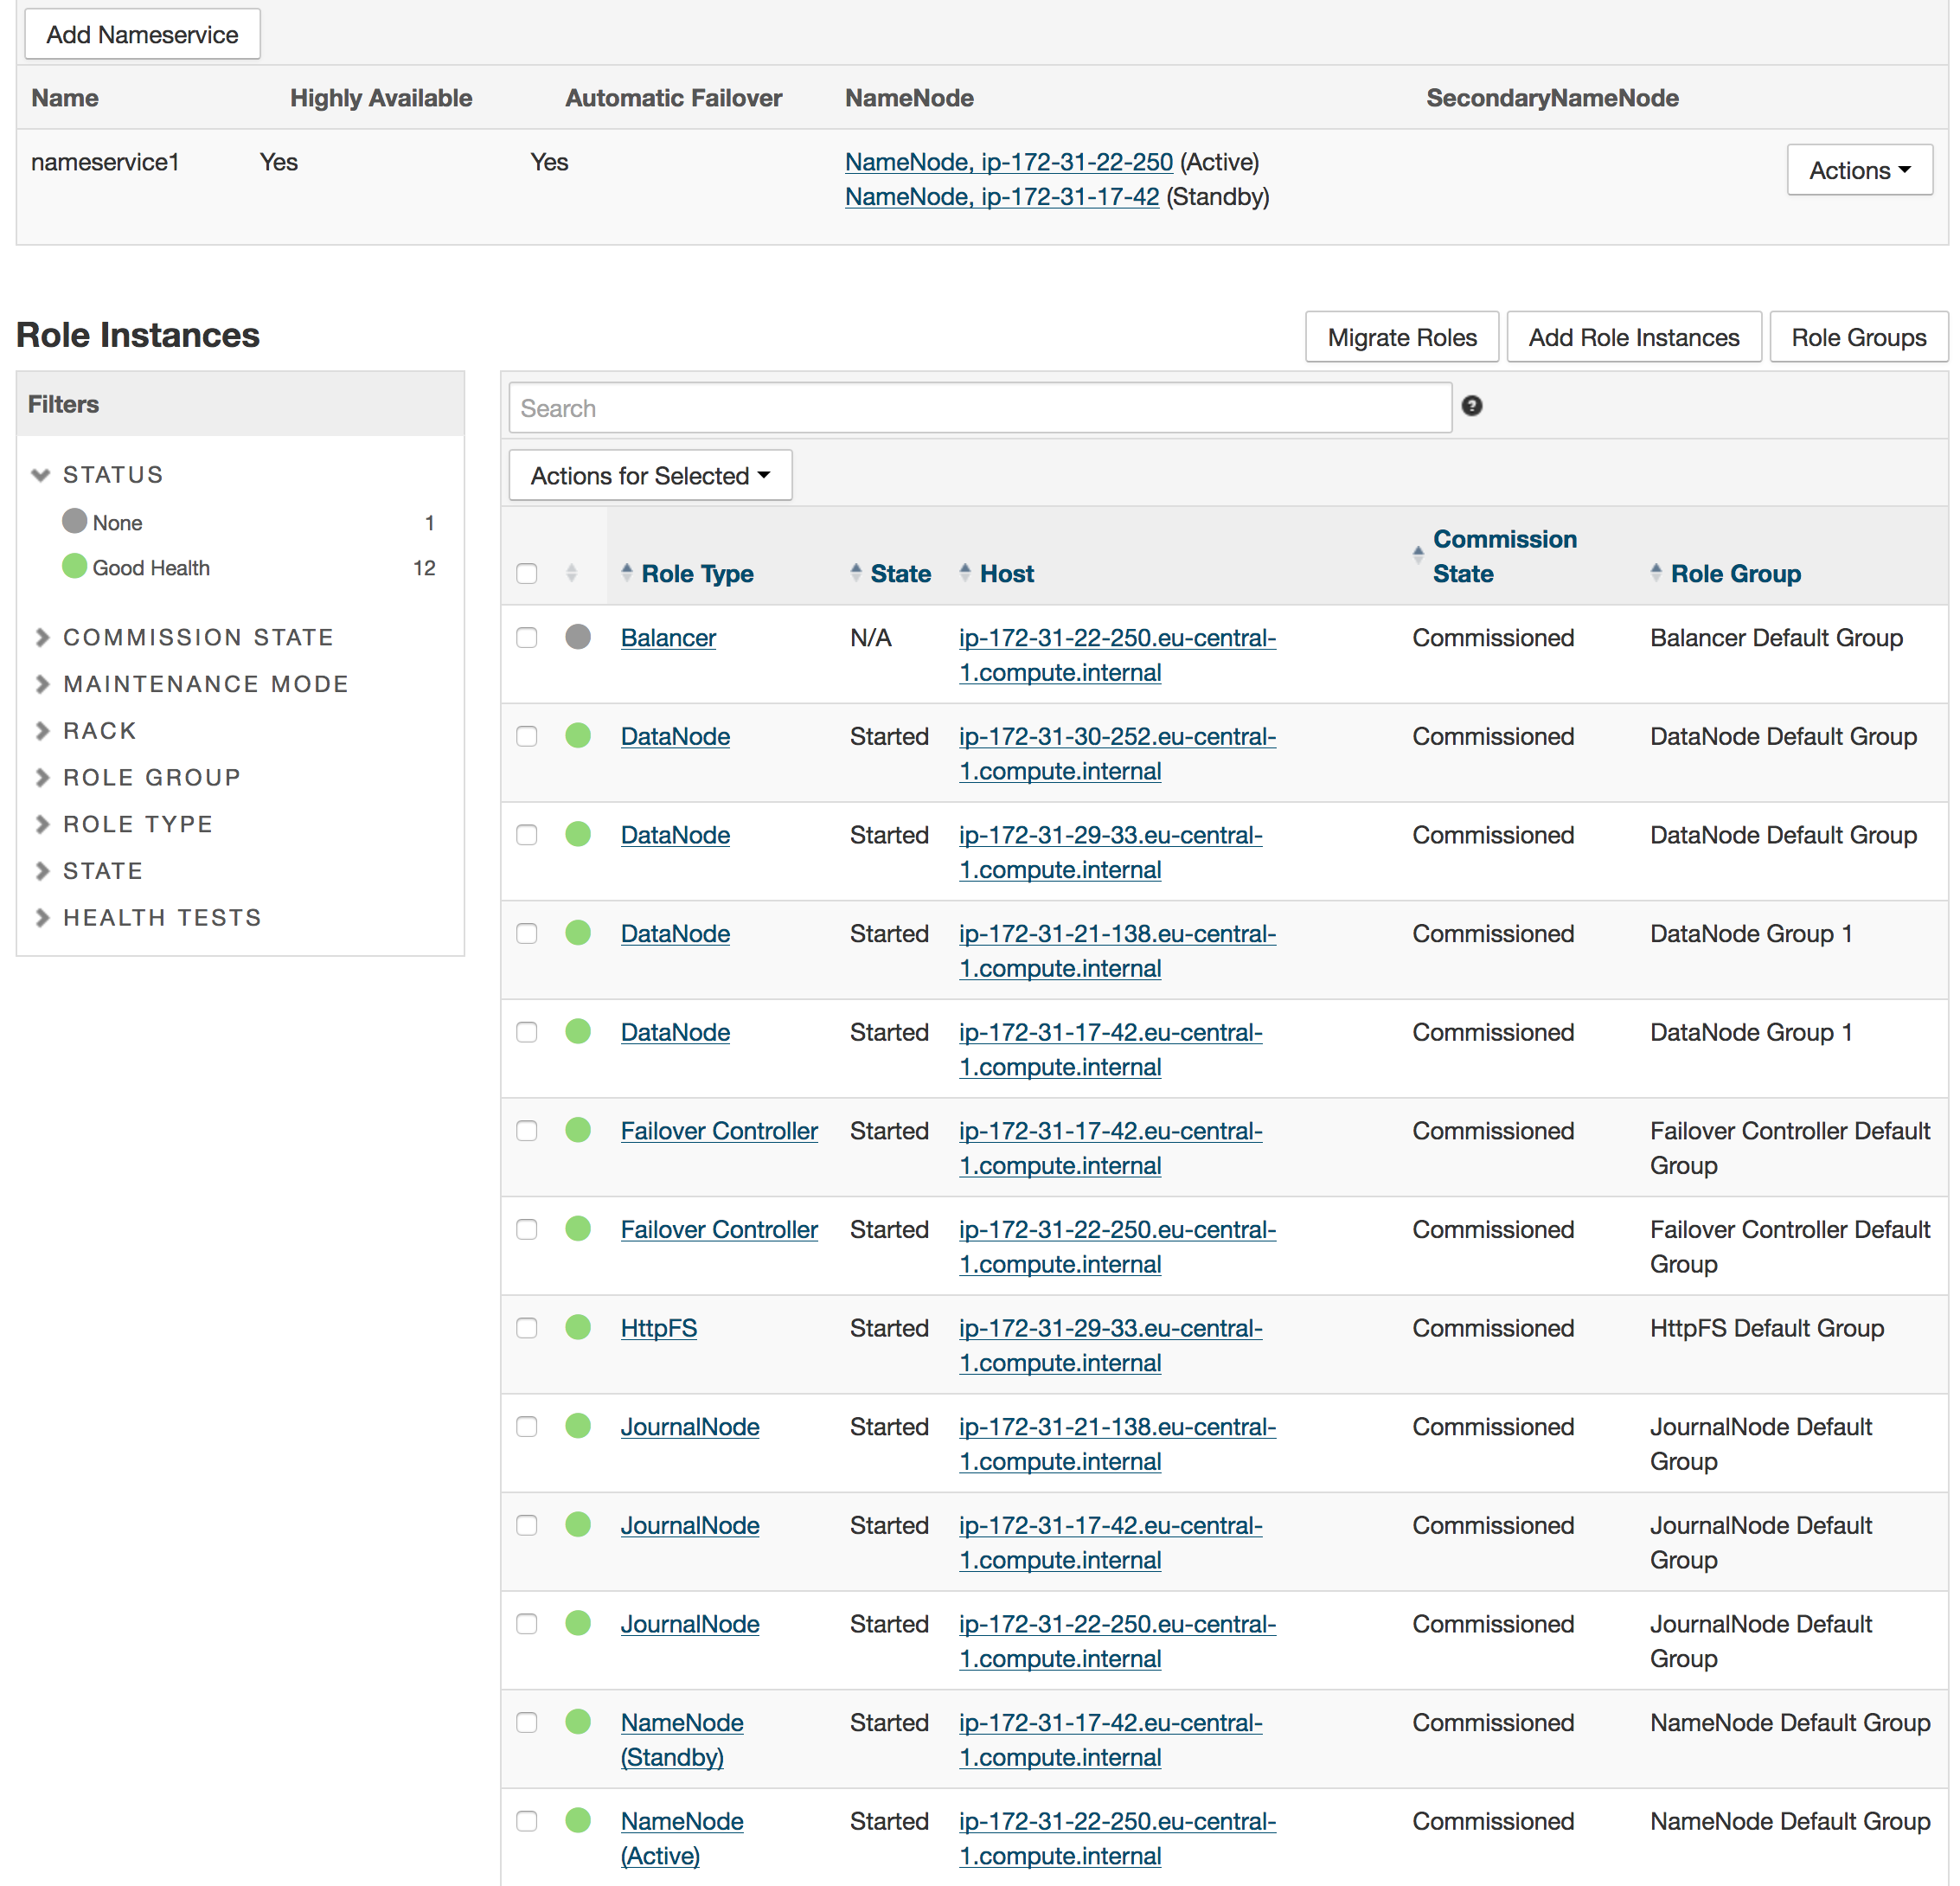 Add Nameservice
Name Highly Available Automatic Failover NameNode SecondaryNameNode
nameservice1 Yes Yes NameNode, ip-172-31-22-250 (Active) Actions
NameNode, ip-172-31-17-42 (Standby)
Role Instances
Migrate Roles Add Role Instances Role Groups
Filters
STATUS
None 1
Good Health 12
COMMISSION STATE
MAINTENANCE MODE
RACK
ROLE GROUP
ROLE TYPE
STATE
HEALTH TESTS
Search ?
Actions for Selected
Role Type State Host Commission State Role Group
Balancer N/A ip-172-31-22-250.eu-central- Commissioned Balancer Default Group
1.compute.internal
DataNode Started ip-172-31-30-252.eu-central- Commissioned DataNode Default Group
1.compute.internal
DataNode Started ip-172-31-29-33.eu-central- Commissioned DataNode Default Group
1.compute.internal
DataNode Started ip-172-31-21-138.eu-central- Commissioned DataNode Group 1
1.compute.internal
DataNode Started ip-172-31-17-42.eu-central- Commissioned DataNode Group 1
1.compute.internal
Failover Controller Started ip-172-31-17-42.eu-central- Commissioned Failover Controller Default
1.compute.internal Group
Failover Controller Started ip-172-31-22-250.eu-central- Commissioned Failover Controller Default
1.compute.internal Group
HttpFS Started ip-172-31-29-33.eu-central- Commissioned HttpFS Default Group
1.compute.internal
JournalNode Started ip-172-31-21-138.eu-central- Commissioned JournalNode Default
1.compute.internal Group
JournalNode Started ip-172-31-17-42.eu-central- Commissioned JournalNode Default
1.compute.internal Group
JournalNode Started ip-172-31-22-250.eu-central- Commissioned JournalNode Default
1.compute.internal Group
NameNode Started ip-172-31-17-42.eu-central- Commissioned NameNode Default Group
(Standby) 1.compute.internal
NameNode Started ip-172-31-22-250.eu-central- Commissioned NameNode Default Group
(Active) 1.compute.internal